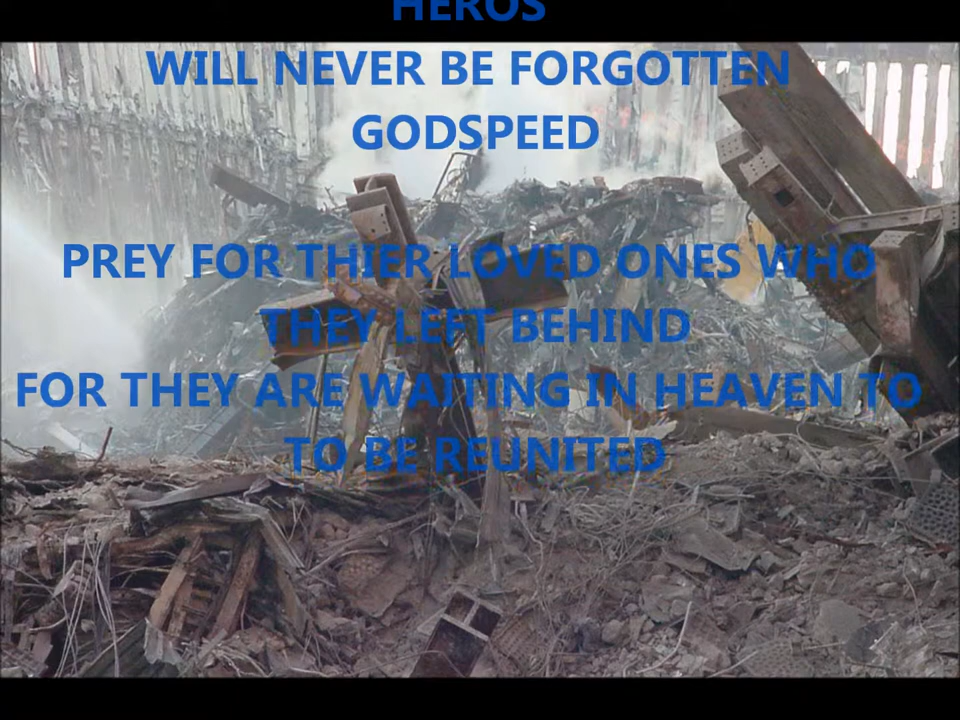 HEROS
WILL NEVER BE FORGOTTEN
GODSPEED
PREY FOR THIER LOVED ONES WHO
THEY LEFT BEHIND
FOR THEY ARE WAITING IN HEAVEN TO
TO BE REUNITED